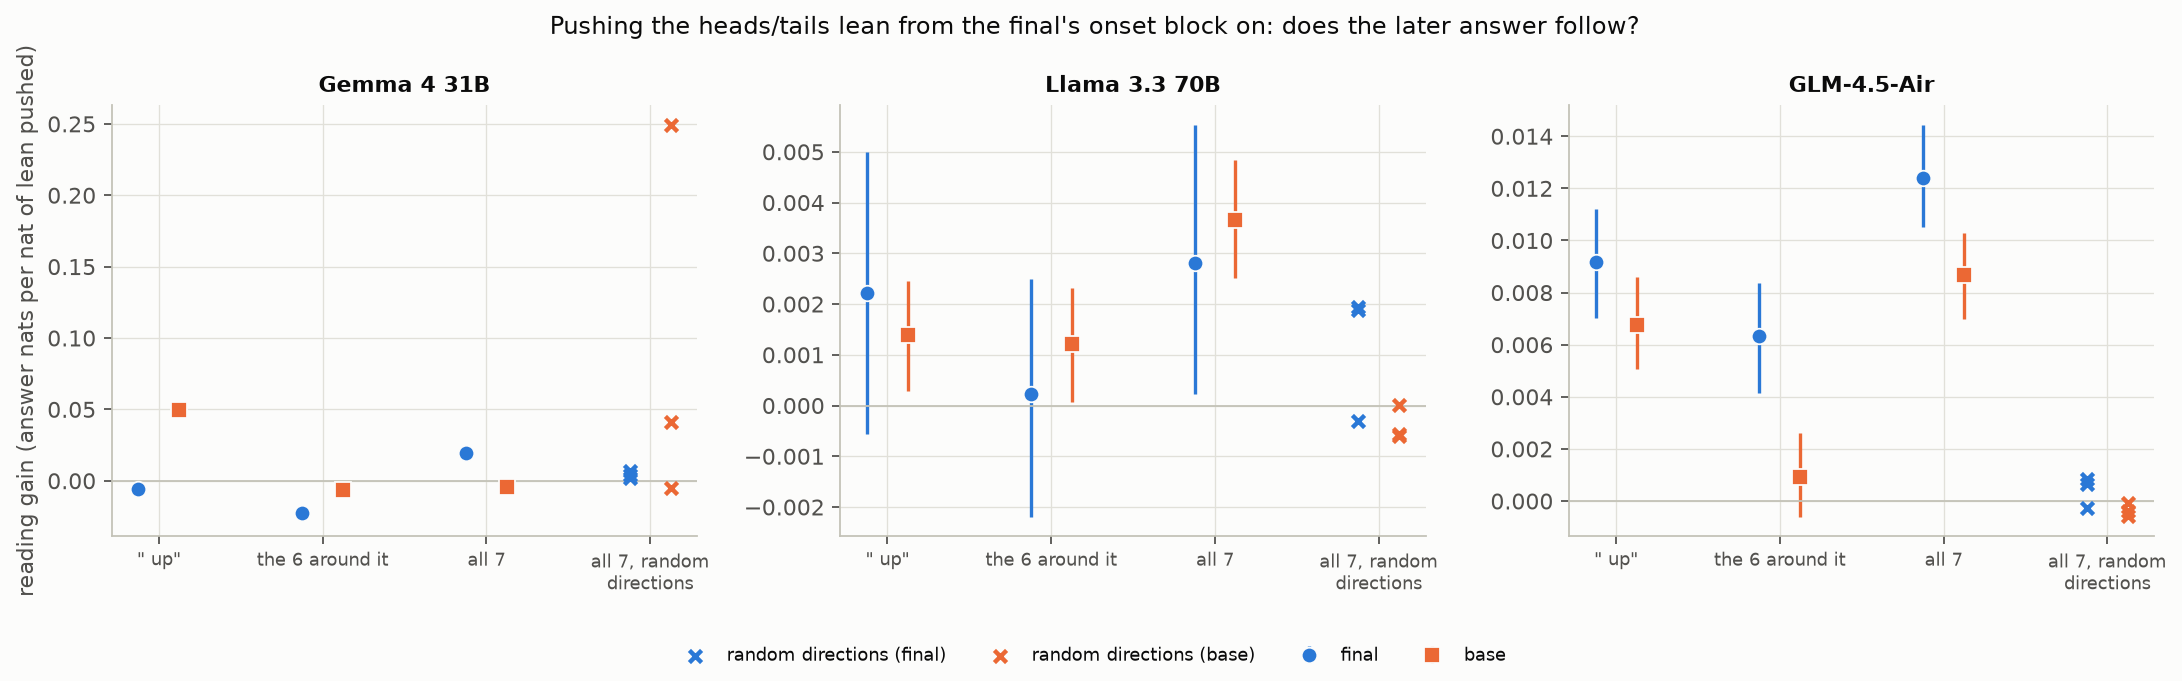 Pushing the heads/tails lean from the final's onset block on: does the later answer follow?
Gemma 4 31B
reading gain (answer nats per nat of lean pushed)
0.25
0.20
0.15
0.10
0.05
0.00
" up"
the 6 around it
all 7
all 7, random
directions
Llama 3.3 70B
0.005
0.004
0.003
0.002
0.001
0.000
−0.001
−0.002
" up"
the 6 around it
all 7
all 7, random
directions
GLM-4.5-Air
0.014
0.012
0.010
0.008
0.006
0.004
0.002
0.000
" up"
the 6 around it
all 7
all 7, random
directions
random directions (final)
random directions (base)
final
base